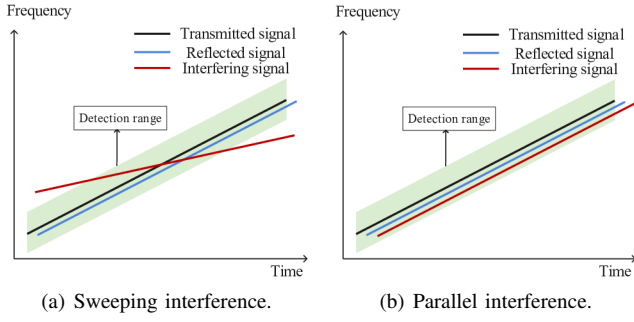 Frequency
Transmitted signal
Reflected signal
Interfering signal
Detection range
Time
(a) Sweeping interference.
Frequency
Transmitted signal
Reflected signal
Interfering signal
Detection range
Time
(b) Parallel interference.